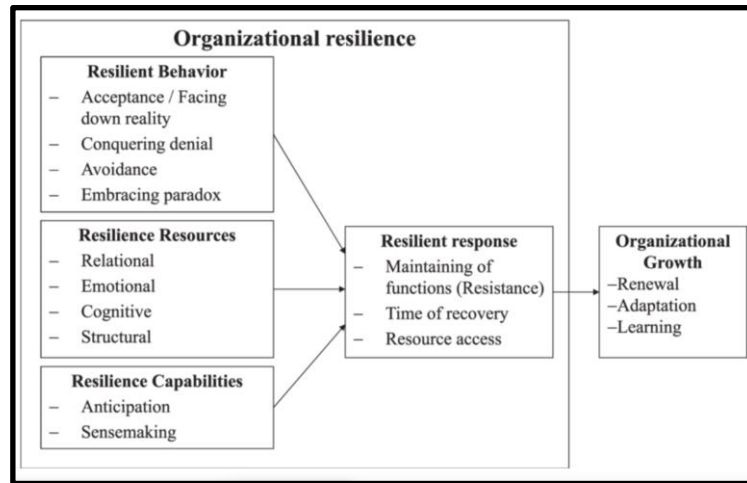 Organizational resilience
Resilient Behavior
– Acceptance / Facing
down reality
– Conquering denial
– Avoidance
– Embracing paradox
Resilience Resources
– Relational
– Emotional
– Cognitive
– Structural
Resilience Capabilities
– Anticipation
– Sensemaking
Resilient response
– Maintaining of
functions (Resistance)
– Time of recovery
– Resource access
Organizational
Growth
–Renewal
–Adaptation
–Learning